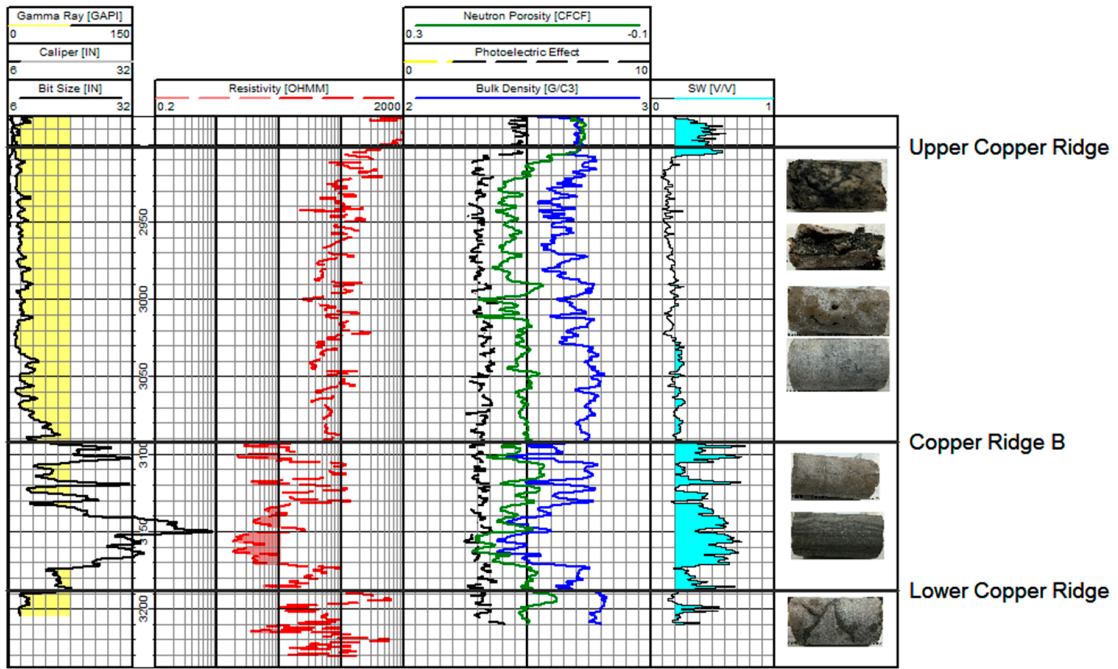 Gamma Ray [GAPI]
0 150
Caliper [IN]
6 32
Bit Size [IN]
6 32
Resistivity [OHMM]
0.2 2000
Neutron Porosity [CFCF]
0.3 -0.1
Photoelectric Effect
0 10
Bulk Density [G/C3]
2 3
SW [V/V]
0 1
Upper Copper Ridge
2950
3000
3050
Copper Ridge B
3100
3150
Lower Copper Ridge
3200